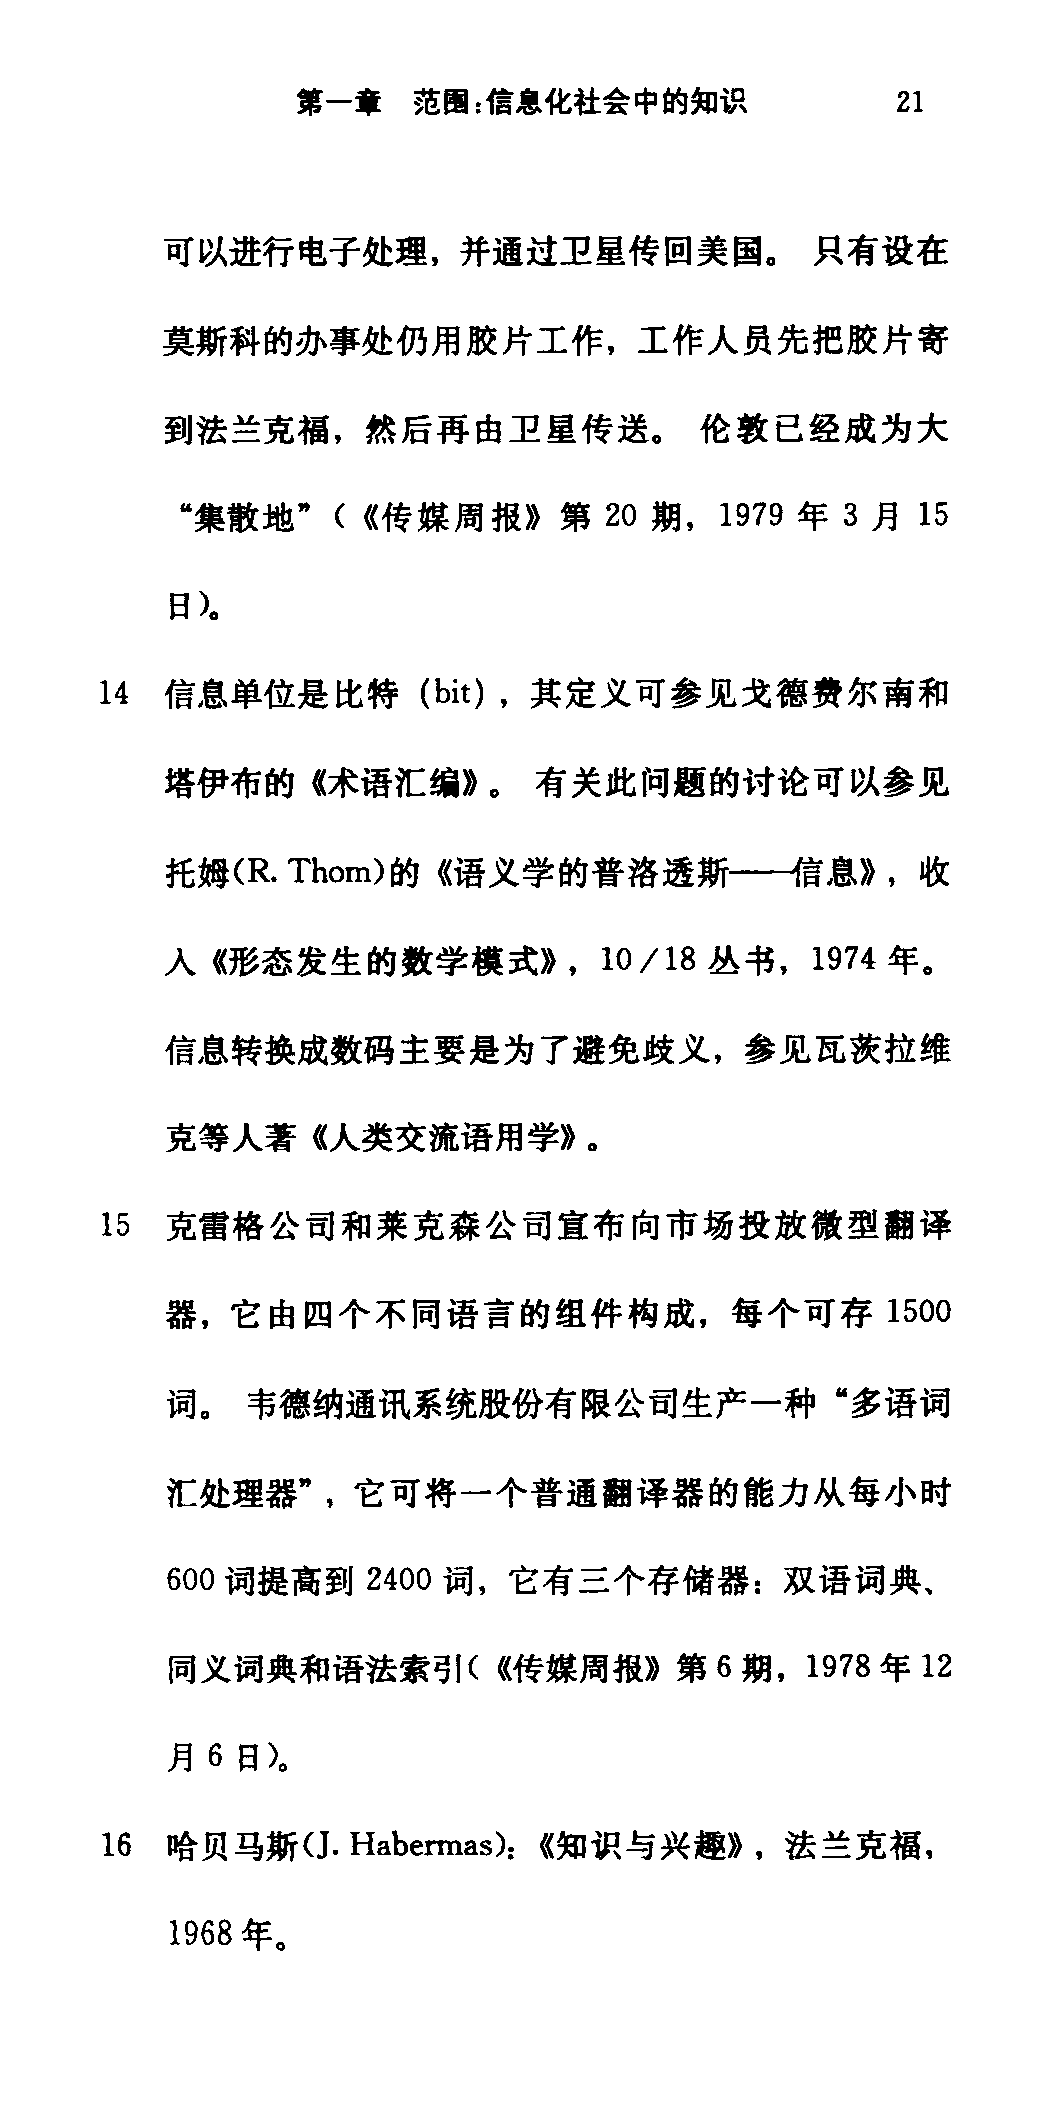 第一章 范围:信息化社会中的知识 21
可以进行电子处理，并通过卫星传回美国。 只有设在
莫斯科的办事处仍用胶片工作，工作人员先把胶片寄
到法兰克福，然后再由卫星传送。 伦敦已经成为大
“集散地”（《传媒周报》第 20 期，1979 年 3 月 15
日）。
14 信息单位是比特（bit），其定义可参见戈德费尔南和
塔伊布的《术语汇编》。 有关此问题的讨论可以参见
托姆(R. Thom)的《语义学的普洛透斯——信息》，收
入《形态发生的数学模式》，10／18 丛书，1974 年。
信息转换成数码主要是为了避免歧义，参见瓦茨拉维
克等人著《人类交流语用学》。
15 克雷格公司和莱克森公司宣布向市场投放微型翻译
器，它由四个不同语言的组件构成，每个可存 1500
词。 韦德纳通讯系统股份有限公司生产一种“多语词
汇处理器”，它可将一个普通翻译器的能力从每小时
600 词提高到 2400 词，它有三个存储器：双语词典、
同义词典和语法索引(《传媒周报》第 6 期，1978 年 12
月 6 日)。
16 哈贝马斯(J. Habermas)：《知识与兴趣》，法兰克福，
1968 年。